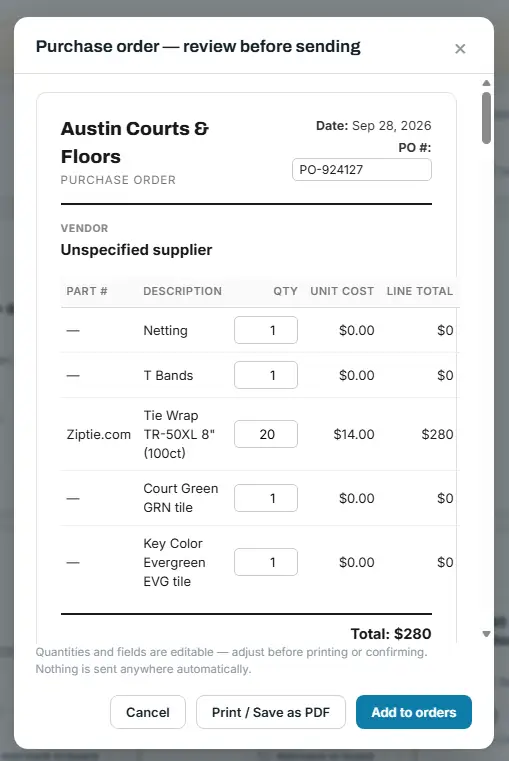 Purchase order — review before sending
×
Austin Courts & Floors
PURCHASE ORDER
Date: Sep 28, 2026
PO #:
PO-924127
VENDOR
Unspecified supplier
PART # DESCRIPTION QTY UNIT COST LINE TOTAL
— Netting 1 $0.00 $0
— T Bands 1 $0.00 $0
Ziptie.com Tie Wrap TR-50XL 8" (100ct) 20 $14.00 $280
— Court Green GRN tile 1 $0.00 $0
— Key Color Evergreen EVG tile 1 $0.00 $0
Total: $280
Quantities and fields are editable — adjust before printing or confirming.
Nothing is sent anywhere automatically.
Cancel Print / Save as PDF Add to orders